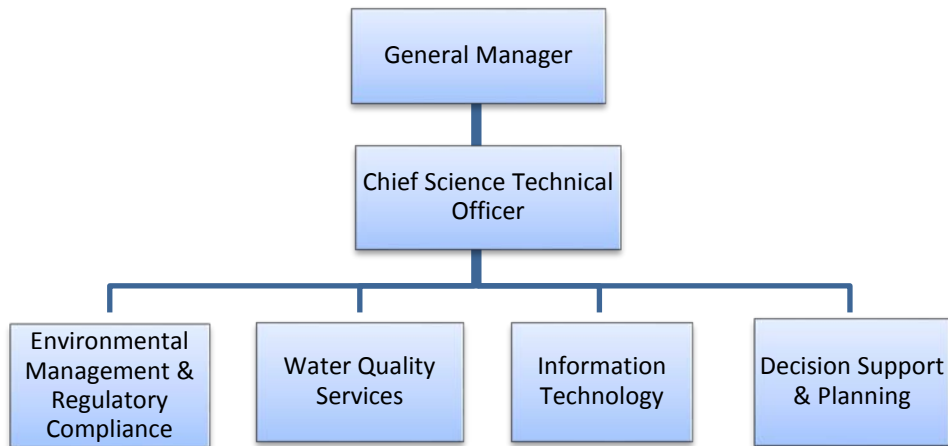 General Manager
Chief Science Technical
Officer
Environmental
Management &
Regulatory
Compliance
Water Quality
Services
Information
Technology
Decision Support
& Planning